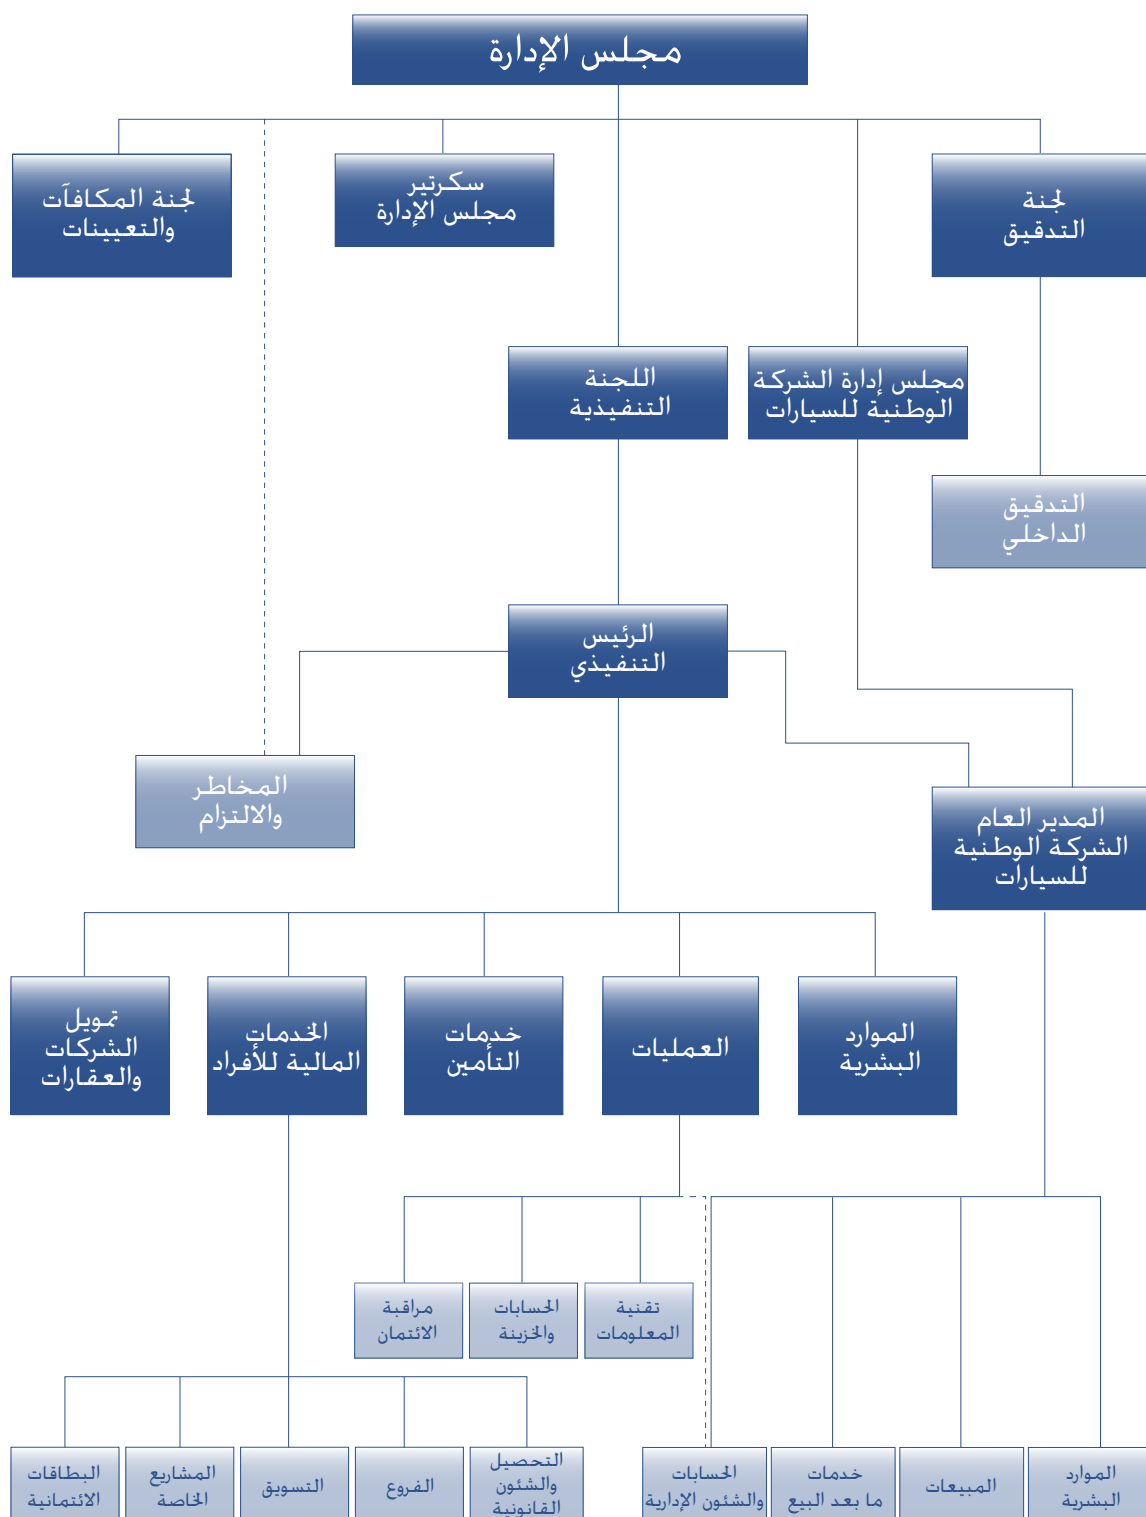 مجلس الإدارة
لجنة
التدقيق
سكرتير
مجلس الإدارة
لجنة المكافآت
والتعيينات
مجلس إدارة الشركة
الوطنية للسيارات
اللجنة
التنفيذية
التدقيق
الداخلي
الرئيس
التنفيذي
المخاطر
والالتزام
المدير العام
الشركة الوطنية
للسيارات
الموارد
البشرية
العمليات
خدمات
التأمين
الخدمات
المالية للأفراد
تمويل
الشركات
والعقارات
تقنية
المعلومات
الحسابات
والخزينة
مراقبة
الائتمان
الموارد
البشرية
المبيعات
خدمات
ما بعد البيع
الحسابات
والشئون الإدارية
التحصيل
والشئون
القانونية
الفروع
التسويق
المشاريع
الخاصة
البطاقات
الائتمانية